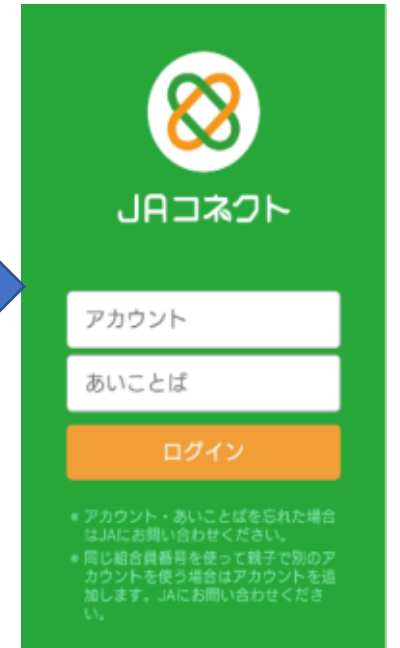 JAコネクト
アカウント
あいことば
ログイン
* アカウント・あいことばを忘れた場合
はJAにお問い合わせください。
* 同じ組合員番号を使って親子で別のア
カウントを使う場合はアカウントを追
加します。JAにお問い合わせくださ
い。